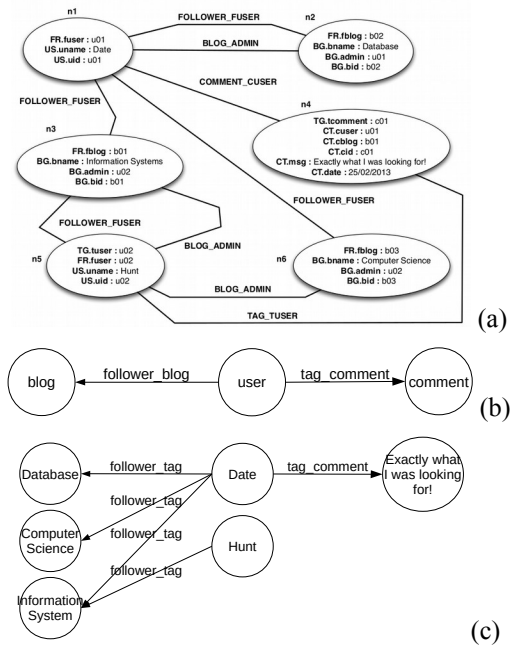 n1
FR.fuser : u01
US.uname : Date
US.uid : u01
FOLLOWER_FUSER
BLOG_ADMIN
n2
FR.fblog : b02
BG.bname : Database
BG.admin : u01
BG.bid : b02
COMMENT_CUSER
FOLLOWER_FUSER
n3
FR.fblog : b01
BG.bname : Information Systems
BG.admin : u02
BG.bid : b01
n4
TG.tcomment : c01
CT.cuser : u01
CT.cblog : b01
CT.cid : c01
CT.msg : Exactly what I was looking for!
CT.date : 25/02/2013
FOLLOWER_FUSER
FOLLOWER_FUSER
BLOG_ADMIN
n5
TG.tuser : u02
FR.fuser : u02
US.uname : Hunt
US.uid : u02
n6
FR.fblog : b03
BG.bname : Computer Science
BG.admin : u02
BG.bid : b03
BLOG_ADMIN
TAG_TUSER
(a)
blog
follower_blog
user
tag_comment
comment
(b)
Database
follower_tag
Date
tag_comment
Exactly what
I was looking
for!
follower_tag
Computer
Science
follower_tag
Hunt
follower_tag
Information
System
(c)